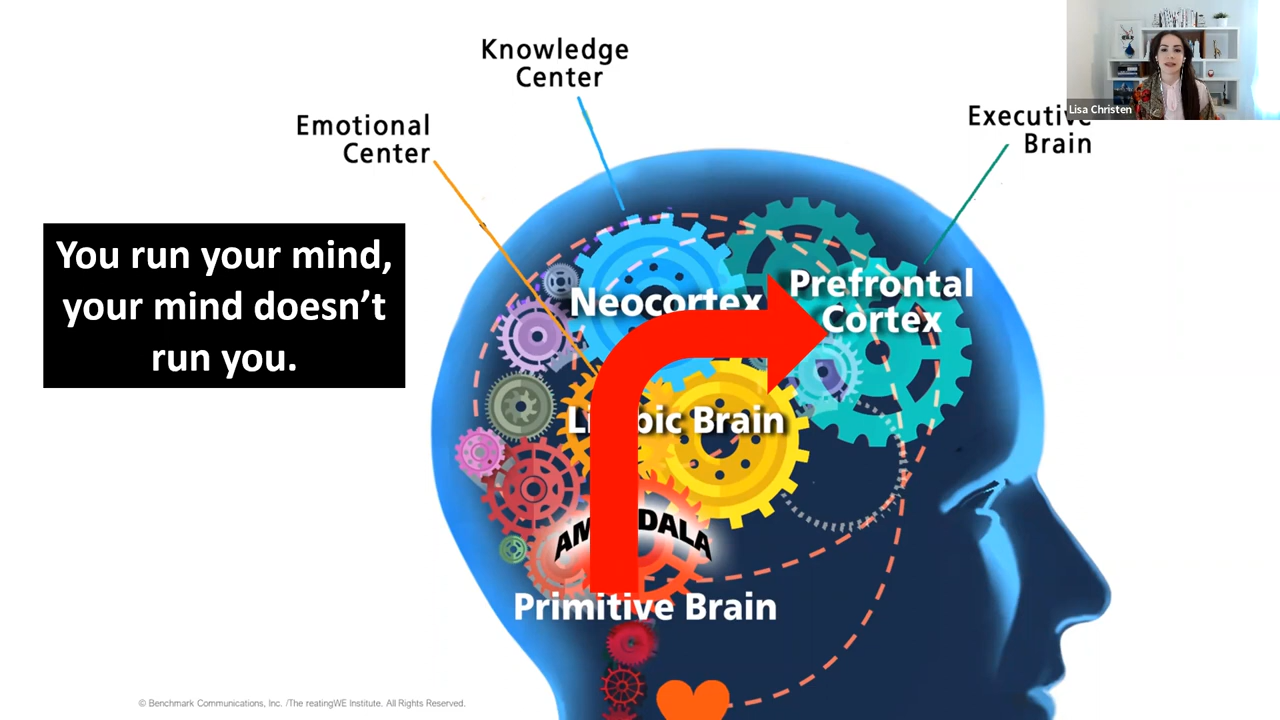 Knowledge
Center
Emotional
Center
Executive
Brain
Lisa Christen
You run your mind,
your mind doesn't
run you.
Neocortex
Prefrontal
Cortex
Brain
Primitive Brain
© Benchmark Communications, Inc. /The reatingWE Institute. All Rights Reserved.